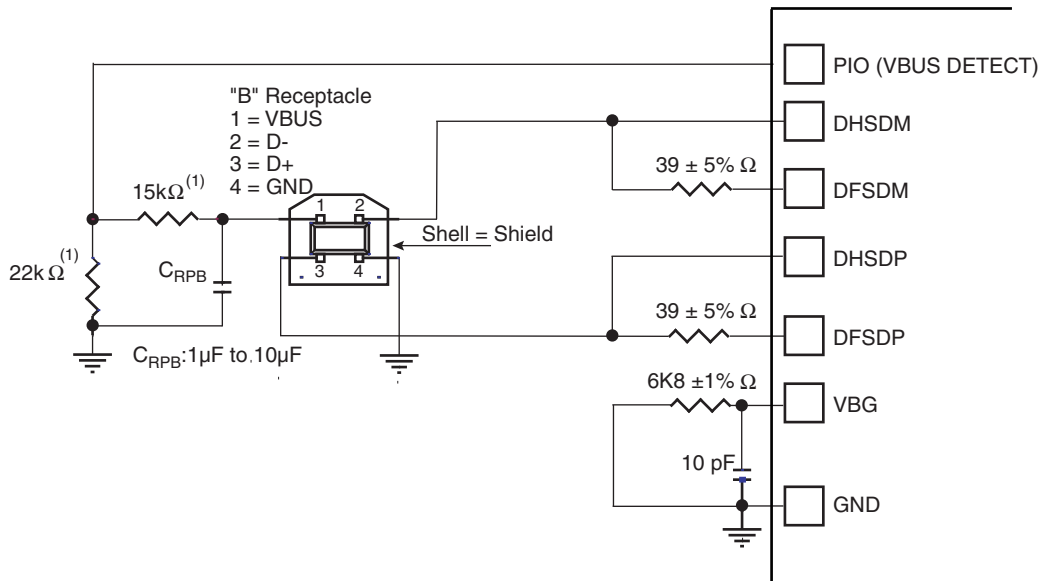 PIO (VBUS DETECT)
"B" Receptacle
1 = VBUS
2 = D-
3 = D+
4 = GND
DHSDM
39 ± 5% Ω
DFSDM
15kΩ (1)
1 2
Shell = Shield
DHSDP
22k Ω (1)
CRPB
3 4
39 ± 5% Ω
DFSDP
CRPB:1µF to 10µF
6K8 ±1% Ω
VBG
10 pF
GND